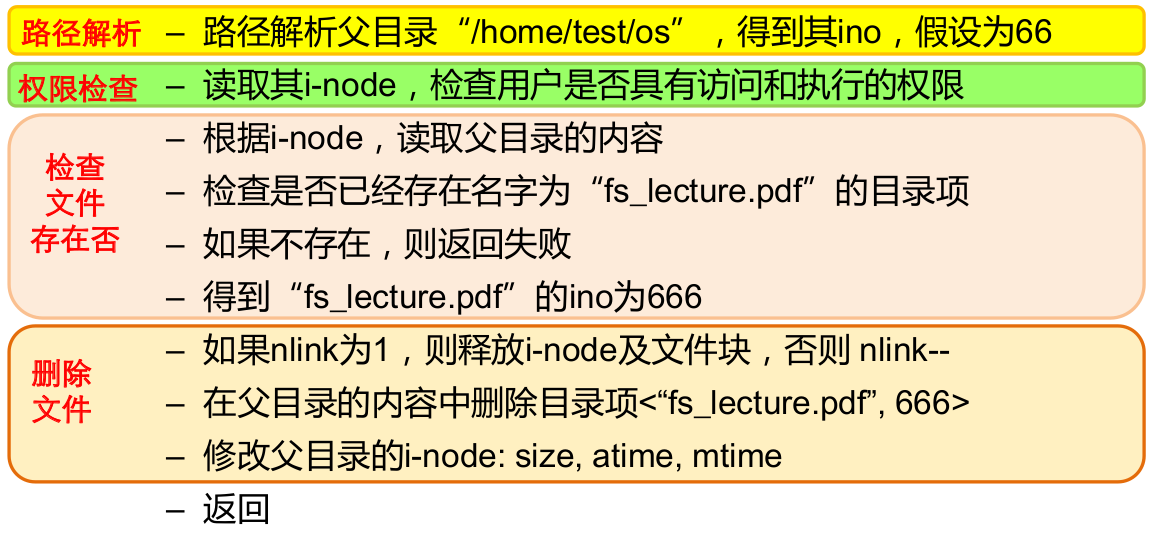 路径解析 – 路径解析父目录“/home/test/os”，得到其ino，假设为66
权限检查 – 读取其i-node，检查用户是否具有访问和执行的权限
检查
文件
存在否
– 根据i-node，读取父目录的内容
– 检查是否已经存在名字为“fs_lecture.pdf”的目录项
– 如果不存在，则返回失败
– 得到“fs_lecture.pdf”的ino为666
删除
文件
– 如果nlink为1，则释放i-node及文件块，否则 nlink--
– 在父目录的内容中删除目录项<“fs_lecture.pdf”, 666>
– 修改父目录的i-node: size, atime, mtime
– 返回